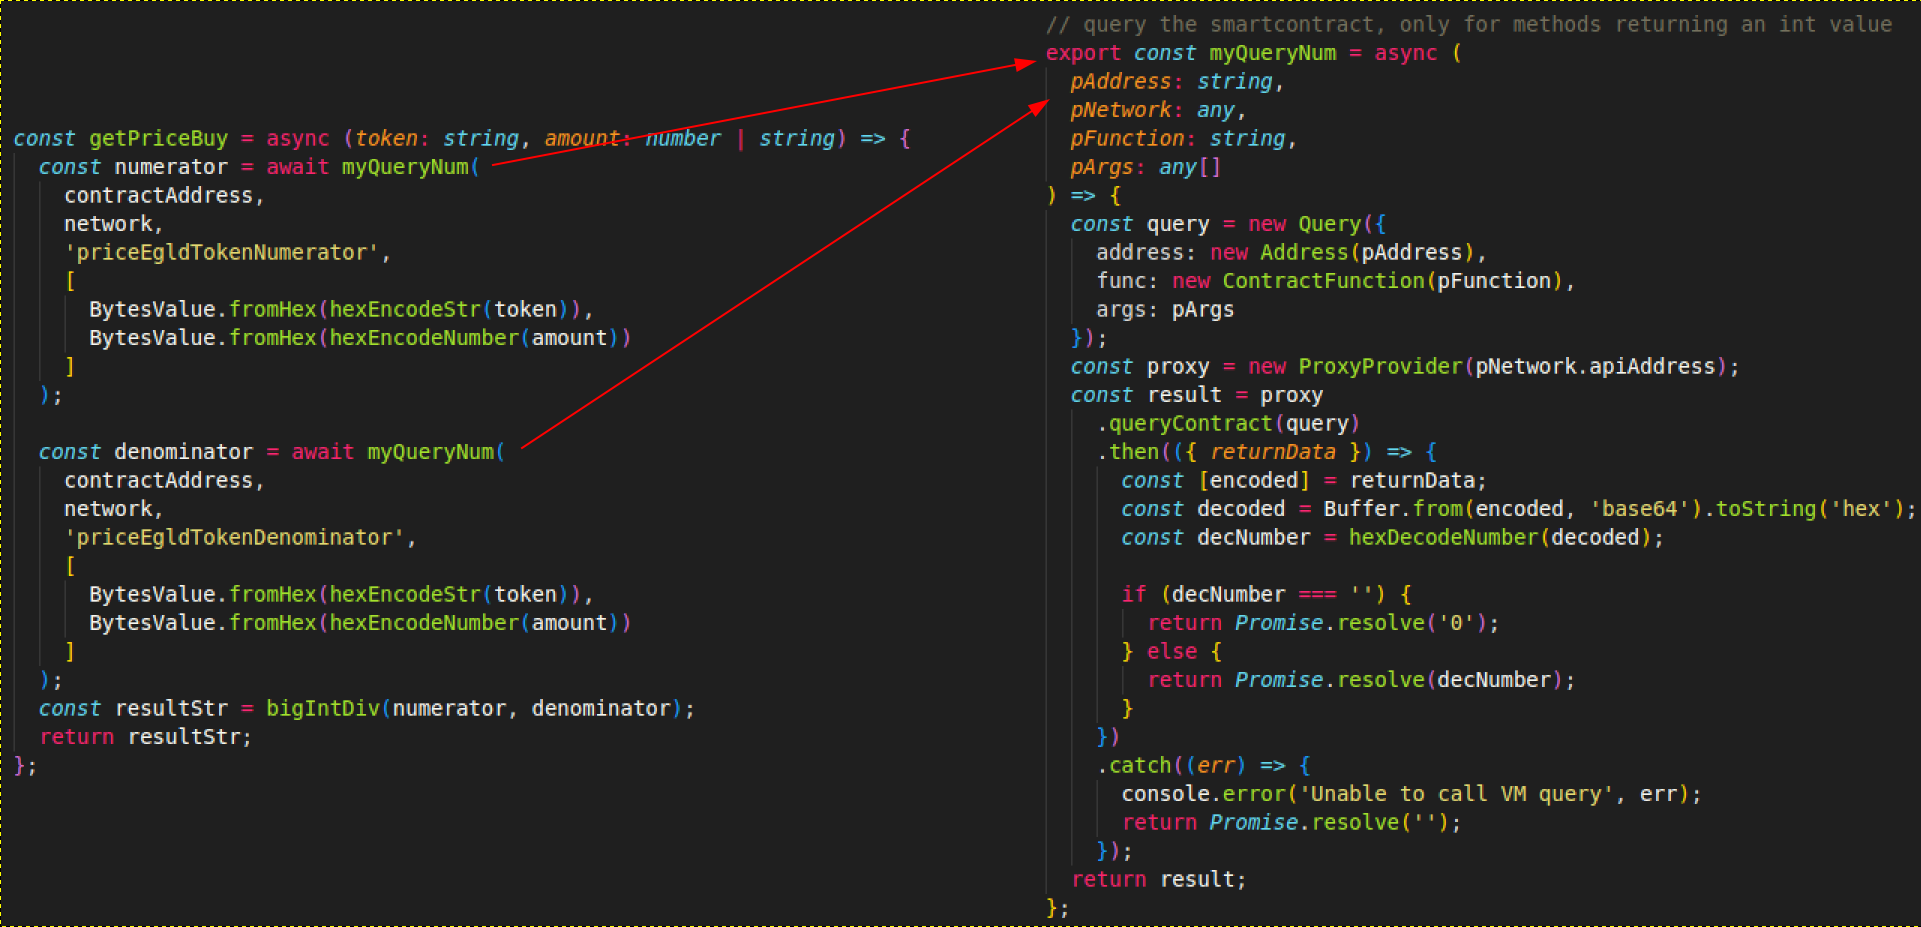 const getPriceBuy = async (token: string, amount: number | string) => {
  const numerator = await myQueryNum(
    contractAddress,
    network,
    'priceEgldTokenNumerator',
    [
      BytesValue.fromHex(hexEncodeStr(token)),
      BytesValue.fromHex(hexEncodeNumber(amount))
    ]
  );

  const denominator = await myQueryNum(
    contractAddress,
    network,
    'priceEgldTokenDenominator',
    [
      BytesValue.fromHex(hexEncodeStr(token)),
      BytesValue.fromHex(hexEncodeNumber(amount))
    ]
  );
  const resultStr = bigIntDiv(numerator, denominator);
  return resultStr;
};
// query the smartcontract, only for methods returning an int value
export const myQueryNum = async (
  pAddress: string,
  pNetwork: any,
  pFunction: string,
  pArgs: any[]
) => {
  const query = new Query({
    address: new Address(pAddress),
    func: new ContractFunction(pFunction),
    args: pArgs
  });
  const proxy = new ProxyProvider(pNetwork.apiAddress);
  const result = proxy
    .queryContract(query)
    .then(({ returnData }) => {
      const [encoded] = returnData;
      const decoded = Buffer.from(encoded, 'base64').toString('hex');
      const decNumber = hexDecodeNumber(decoded);

      if (decNumber === '') {
        return Promise.resolve('0');
      } else {
        return Promise.resolve(decNumber);
      }
    })
    .catch((err) => {
      console.error('Unable to call VM query', err);
      return Promise.resolve('');
    });
  return result;
};